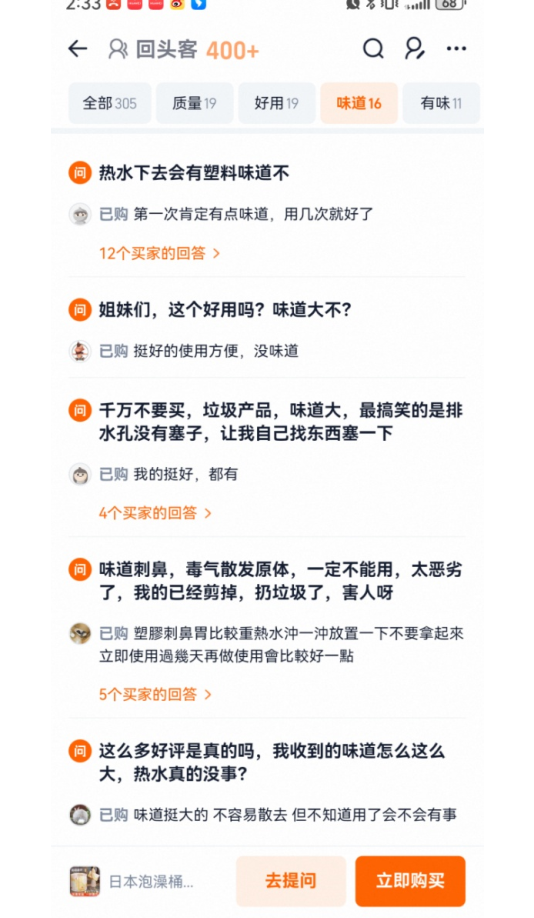 2:33
68
回头客 400+
全部305 质量19 好用19 味道16 有味11
问 热水下去会有塑料味道不
已购 第一次肯定有点味道，用几次就好了
12个买家的回答 >
问 姐妹们，这个好用吗？味道大不？
已购 挺好的使用方便，没味道
问 千万不要买，垃圾产品，味道大，最搞笑的是排
水孔没有塞子，让我自己找东西塞一下
已购 我的挺好，都有
4个买家的回答 >
问 味道刺鼻，毒气散发原体，一定不能用，太恶劣
了，我的已经剪掉，扔垃圾了，害人呀
已购 塑膠刺鼻胃比較重熱水沖一沖放置一下不要拿起來
立即使用過幾天再做使用會比較好一點
5个买家的回答 >
问 这么多好评是真的吗，我收到的味道怎么这么
大，热水真的没事？
已购 味道挺大的 不容易散去 但不知道用了会不会有事
日本泡澡桶... 去提问 立即购买